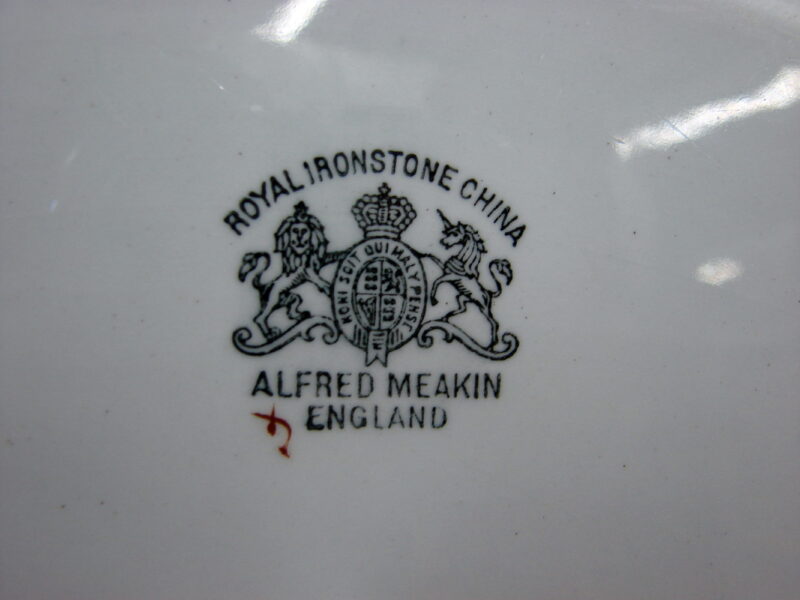 ROYAL IRONSTONE CHINA
HONI SOIT QUI MAL Y PENSE
ALFRED MEAKIN
ENGLAND